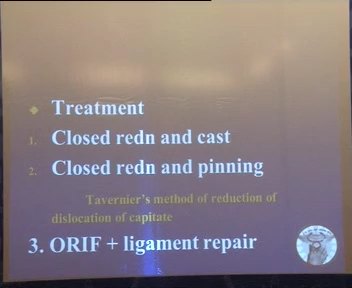 Treatment
1. Closed redn and cast
2. Closed redn and pinning
Tavernier's method of reduction of
dislocation of capitate
3. ORIF + ligament repair